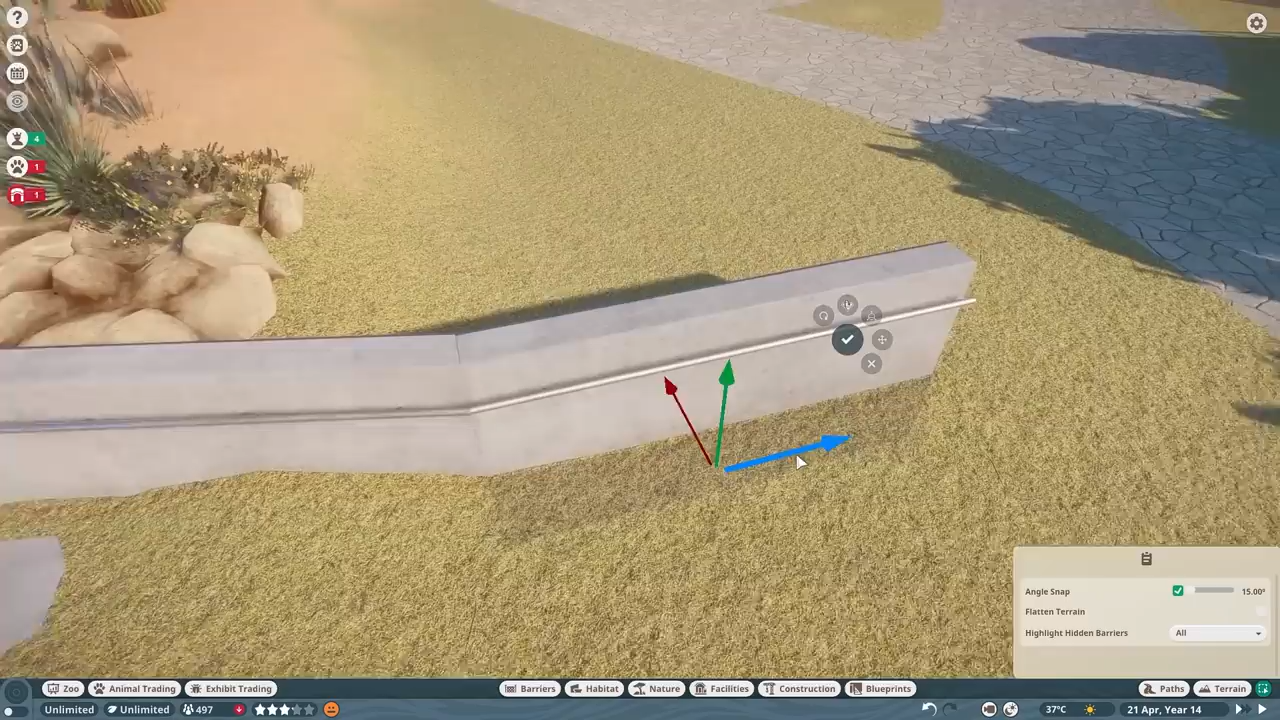 ?
4
1
1
Angle Snap 15.00°
Flatten Terrain
Highlight Hidden Barriers All
Zoo Animal Trading Exhibit Trading Barriers Habitat Nature Facilities Construction Blueprints Paths Terrain
Unlimited Unlimited 497 37°C 21 Apr, Year 14